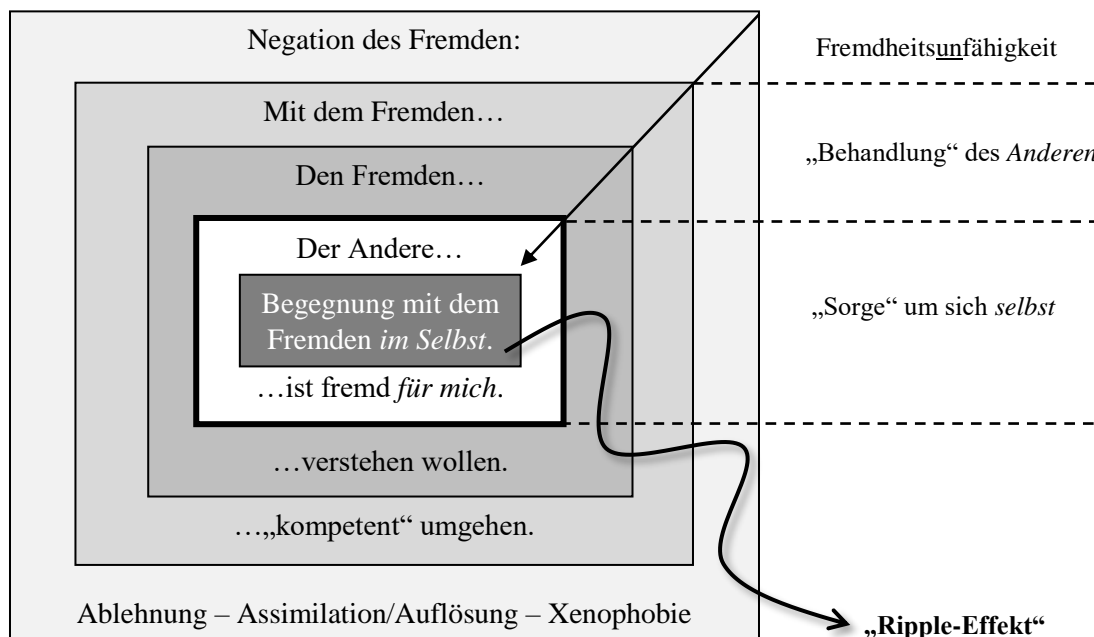 Negation des Fremden:
Mit dem Fremden…
Den Fremden…
Der Andere…
Begegnung mit dem
Fremden im Selbst.
…ist fremd für mich.
…verstehen wollen.
…„kompetent“ umgehen.
Ablehnung – Assimilation/Auflösung – Xenophobie
Fremdheitsunfähigkeit
„Behandlung“ des Anderen
„Sorge“ um sich selbst
„Ripple-Effekt“